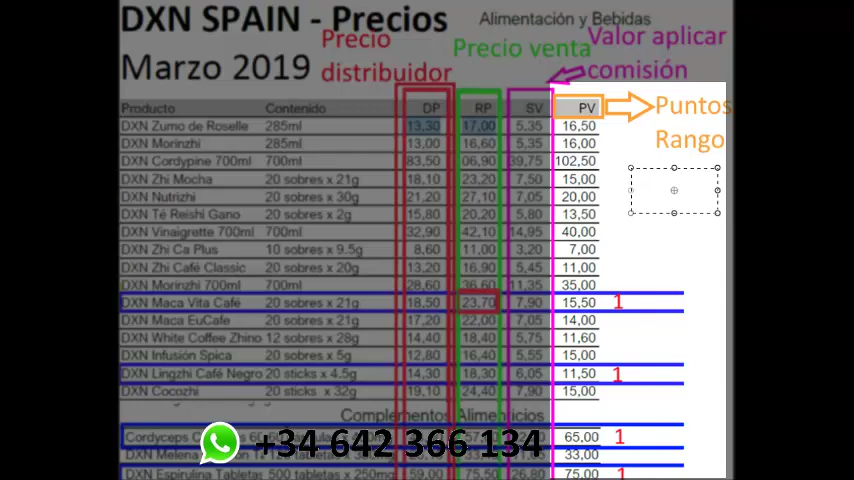 DXN SPAIN - Precios
Alimentación y Bebidas
Marzo 2019
Precio
distribuidor
Precio venta
Valor aplicar
comisión
Puntos
Rango
Producto Contenido DP RP SV PV
DXN Zumo de Roselle 285ml 13,30 17,00 5,35 16,50
DXN Morinzhi 285ml 13,00 16,60 5,35 16,00
DXN Cordypine 700ml 700ml 83,50 06,90 39,75 102,50
DXN Zhi Mocha 20 sobres x 21g 18,10 23,20 7,50 15,00
DXN Nutrizhi 20 sobres x 30g 21,20 27,10 7,05 20,00
DXN Té Reishi Gano 20 sobres x 2g 15,80 20,20 5,80 13,50
DXN Vinaigrette 700ml 700ml 32,90 42,10 14,95 40,00
DXN Zhi Ca Plus 10 sobres x 9.5g 8,60 11,00 3,20 7,00
DXN Zhi Café Classic 20 sobres x 20g 13,20 16,90 5,45 11,00
DXN Morinzhi 700ml 700ml 28,60 36,60 11,35 35,00
DXN Maca Vita Café 20 sobres x 21g 18,50 23,70 7,90 15,50 1
DXN Maca EuCafe 20 sobres x 21g 17,20 22,00 7,05 14,00
DXN White Coffee Zhino 12 sobres x 28g 14,40 18,40 5,75 11,60
DXN Infusión Spica 20 sobres x 5g 12,80 16,40 5,55 15,00
DXN Lingzhi Café Negro 20 sticks x 4.5g 14,30 18,30 6,05 11,50 1
DXN Cocozhi 20 sticks x 32g 19,10 24,40 7,90 15,00
Complementos Alimenticios
Cordyceps 65,00 1
+34 642 366 134
DXN Melena 33,00
DXN Espirulina Tabletas 500 tabletas x 250mg 59,00 75,50 26,80 75,00 1